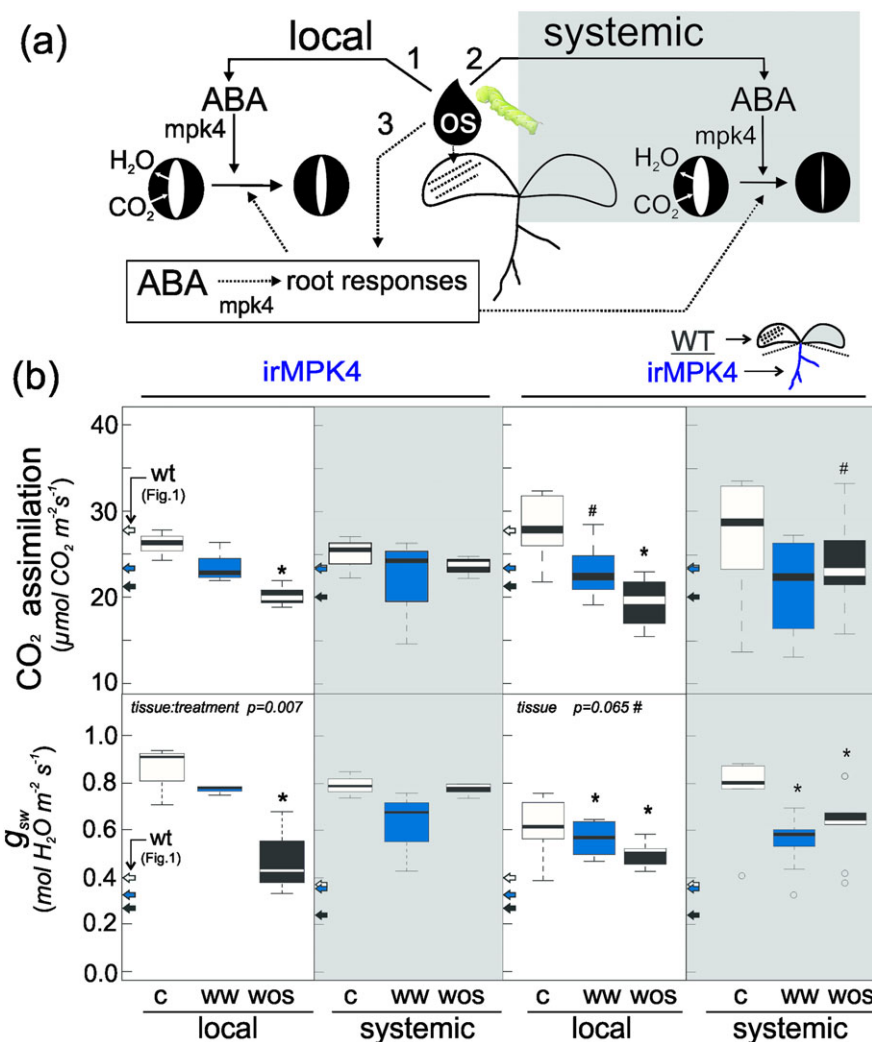 (a)
local
systemic
1
2
3
ABA
mpk4
H₂O
CO₂
os
ABA
mpk4
H₂O
CO₂
ABA
mpk4
root responses
(b)
irMPK4
WT
irMPK4
CO₂ assimilation
(µmol CO₂ m⁻²s⁻¹)
40
30
20
10
wt
(Fig.1)
*
#
*
#
tissue:treatment p=0.007
tissue p=0.065 #
gsw
(mol H₂O m⁻² s⁻¹)
1.0
0.8
0.6
0.4
0.2
0.0
wt
(Fig.1)
*
*
*
*
*
C WW WOS C WW WOS C WW WOS C WW WOS
local systemic local systemic